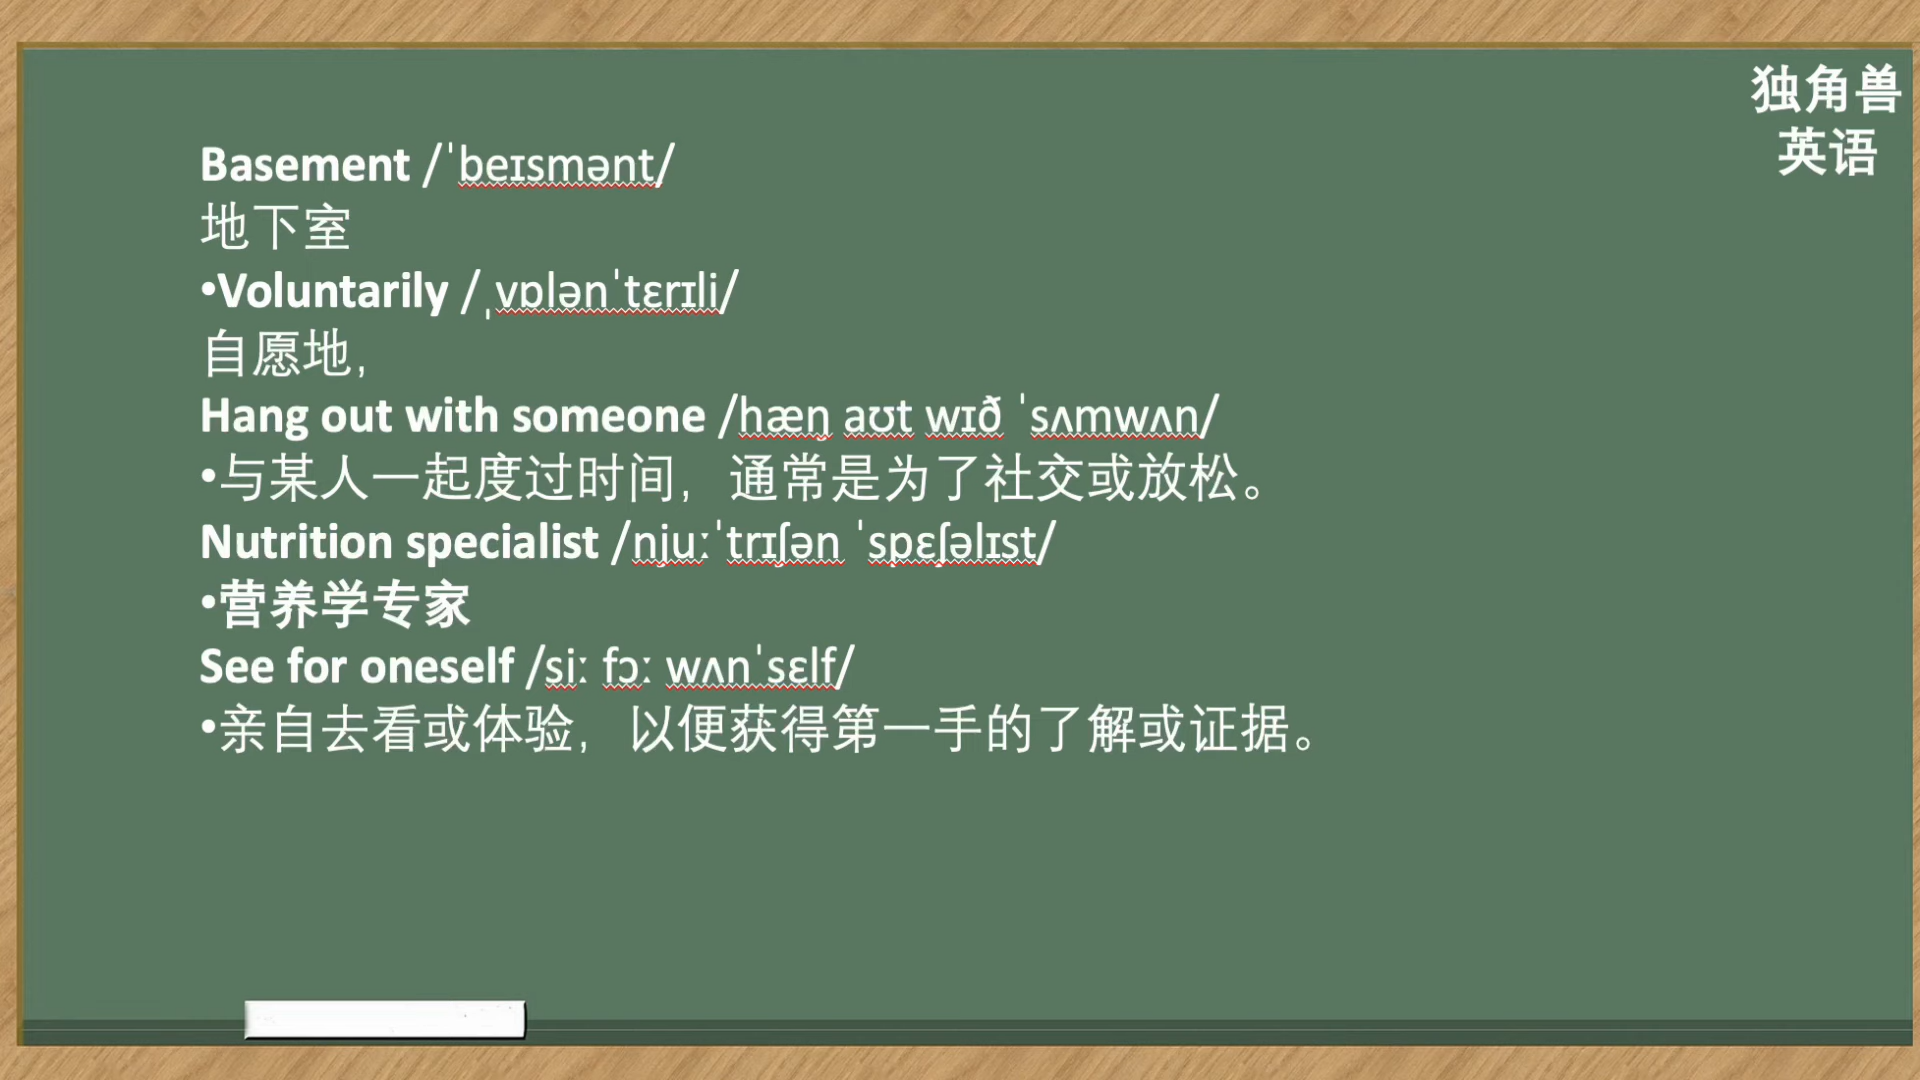 独角兽
英语
Basement /ˈbeɪsmənt/
地下室
•Voluntarily /ˌvɒlənˈtɛrɪli/
自愿地,
Hang out with someone /hæŋ aʊt wɪð ˈsʌmwʌn/
•与某人一起度过时间，通常是为了社交或放松。
Nutrition specialist /njuːˈtrɪʃən ˈspɛʃəlɪst/
•营养学专家
See for oneself /siː fɔː wʌnˈsɛlf/
•亲自去看或体验，以便获得第一手的了解或证据。